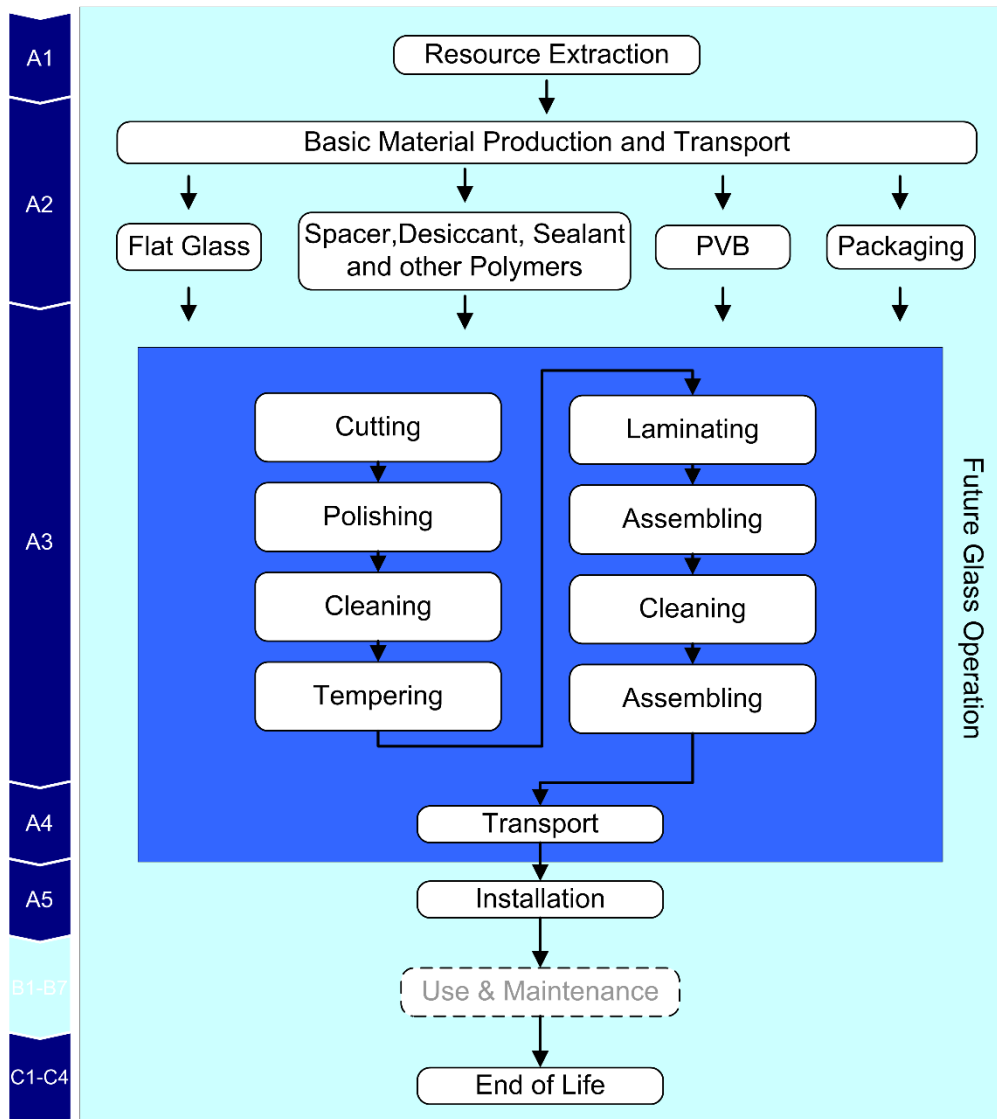 A1
Resource Extraction
A2
Basic Material Production and Transport
Flat Glass
Spacer,Desiccant, Sealant
and other Polymers
PVB
Packaging
A3
Cutting
Polishing
Cleaning
Tempering
Laminating
Assembling
Cleaning
Assembling
Future Glass Operation
A4
Transport
A5
Installation
B1-B7
Use & Maintenance
C1-C4
End of Life